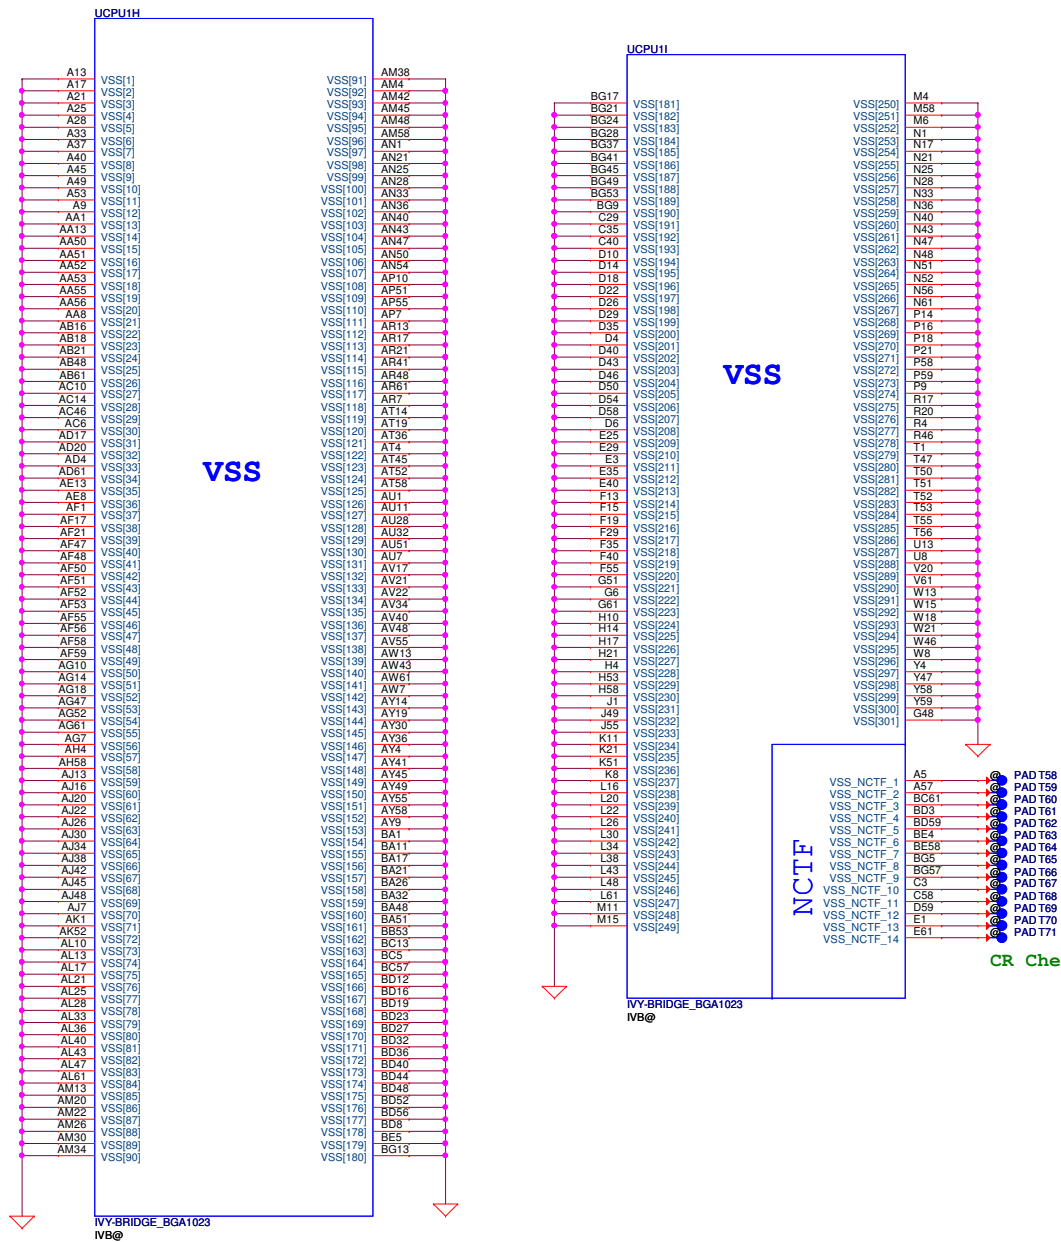 UCPU1H
A13 VSS[1] VSS[91] AM38
A17 VSS[2] VSS[92] AM4
A21 VSS[3] VSS[93] AM42
A25 VSS[4] VSS[94] AM45
A28 VSS[5] VSS[95] AM48
A33 VSS[6] VSS[96] AM58
A37 VSS[7] VSS[97] AN1
A40 VSS[8] VSS[98] AN21
A45 VSS[9] VSS[99] AN25
A49 VSS[10] VSS[100] AN28
A53 VSS[11] VSS[101] AN33
A9 VSS[12] VSS[102] AN36
AA1 VSS[13] VSS[103] AN40
AA13 VSS[14] VSS[104] AN43
AA50 VSS[15] VSS[105] AN47
AA51 VSS[16] VSS[106] AN50
AA52 VSS[17] VSS[107] AN54
AA53 VSS[18] VSS[108] AP10
AA55 VSS[19] VSS[109] AP51
AA56 VSS[20] VSS[110] AP55
AA8 VSS[21] VSS[111] AP7
AB16 VSS[22] VSS[112] AR13
AB18 VSS[23] VSS[113] AR17
AB21 VSS[24] VSS[114] AR21
AB48 VSS[25] VSS[115] AR41
AB61 VSS[26] VSS[116] AR48
AC10 VSS[27] VSS[117] AR61
AC14 VSS[28] VSS[118] AR7
AC46 VSS[29] VSS[119] AT14
AC6 VSS[30] VSS[120] AT19
AD17 VSS[31] VSS[121] AT36
AD20 VSS[32] VSS[122] AT4
AD4 VSS[33] VSS[123] AT45
AD61 VSS[34] VSS[124] AT52
AE13 VSS[35] VSS[125] AT58
AE8 VSS[36] VSS[126] AU1
AF1 VSS[37] VSS[127] AU11
AF17 VSS[38] VSS[128] AU28
AF21 VSS[39] VSS[129] AU32
AF47 VSS[40] VSS[130] AU51
AF48 VSS[41] VSS[131] AU7
AF50 VSS[42] VSS[132] AV17
AF51 VSS[43] VSS[133] AV21
AF52 VSS[44] VSS[134] AV22
AF53 VSS[45] VSS[135] AV34
AF55 VSS[46] VSS[136] AV40
AF56 VSS[47] VSS[137] AV48
AF58 VSS[48] VSS[138] AV55
AF59 VSS[49] VSS[139] AW13
AG10 VSS[50] VSS[140] AW43
AG14 VSS[51] VSS[141] AW61
AG18 VSS[52] VSS[142] AW7
AG47 VSS[53] VSS[143] AY14
AG52 VSS[54] VSS[144] AY19
AG61 VSS[55] VSS[145] AY30
AG7 VSS[56] VSS[146] AY36
AH4 VSS[57] VSS[147] AY4
AH58 VSS[58] VSS[148] AY41
AJ13 VSS[59] VSS[149] AY45
AJ16 VSS[60] VSS[150] AY49
AJ20 VSS[61] VSS[151] AY55
AJ22 VSS[62] VSS[152] AY58
AJ26 VSS[63] VSS[153] AY9
AJ30 VSS[64] VSS[154] BA1
AJ34 VSS[65] VSS[155] BA11
AJ38 VSS[66] VSS[156] BA17
AJ42 VSS[67] VSS[157] BA21
AJ45 VSS[68] VSS[158] BA26
AJ48 VSS[69] VSS[159] BA32
AJ7 VSS[70] VSS[160] BA48
AK1 VSS[71] VSS[161] BA51
AK52 VSS[72] VSS[162] BB53
AL10 VSS[73] VSS[163] BC13
AL13 VSS[74] VSS[164] BC5
AL17 VSS[75] VSS[165] BC57
AL21 VSS[76] VSS[166] BD12
AL25 VSS[77] VSS[167] BD16
AL28 VSS[78] VSS[168] BD19
AL33 VSS[79] VSS[169] BD23
AL36 VSS[80] VSS[170] BD27
AL40 VSS[81] VSS[171] BD32
AL43 VSS[82] VSS[172] BD36
AL47 VSS[83] VSS[173] BD40
AL61 VSS[84] VSS[174] BD44
AM13 VSS[85] VSS[175] BD48
AM20 VSS[86] VSS[176] BD52
AM22 VSS[87] VSS[177] BD56
AM26 VSS[88] VSS[178] BD8
AM30 VSS[89] VSS[179] BE5
AM34 VSS[90] VSS[180] BG13
VSS
IVY-BRIDGE_BGA1023
IVB@
UCPU1I
BG17 VSS[181] VSS[250] M4
BG21 VSS[182] VSS[251] M58
BG24 VSS[183] VSS[252] M6
BG28 VSS[184] VSS[253] N1
BG37 VSS[185] VSS[254] N17
BG41 VSS[186] VSS[255] N21
BG45 VSS[187] VSS[256] N25
BG49 VSS[188] VSS[257] N28
BG53 VSS[189] VSS[258] N33
BG9 VSS[190] VSS[259] N36
C29 VSS[191] VSS[260] N40
C35 VSS[192] VSS[261] N43
C40 VSS[193] VSS[262] N47
D10 VSS[194] VSS[263] N48
D14 VSS[195] VSS[264] N51
D18 VSS[196] VSS[265] N52
D22 VSS[197] VSS[266] N56
D26 VSS[198] VSS[267] N61
D29 VSS[199] VSS[268] P14
D35 VSS[200] VSS[269] P16
D4 VSS[201] VSS[270] P18
D40 VSS[202] VSS[271] P21
D43 VSS[203] VSS[272] P58
D46 VSS[204] VSS[273] P59
D50 VSS[205] VSS[274] P9
D54 VSS[206] VSS[275] R17
D58 VSS[207] VSS[276] R20
D6 VSS[208] VSS[277] R4
E25 VSS[209] VSS[278] R46
E29 VSS[210] VSS[279] T1
E3 VSS[211] VSS[280] T47
E35 VSS[212] VSS[281] T50
E40 VSS[213] VSS[282] T51
F13 VSS[214] VSS[283] T52
F15 VSS[215] VSS[284] T53
F19 VSS[216] VSS[285] T55
F29 VSS[217] VSS[286] T56
F35 VSS[218] VSS[287] U13
F40 VSS[219] VSS[288] U8
F55 VSS[220] VSS[289] V20
G51 VSS[221] VSS[290] V61
G6 VSS[222] VSS[291] W13
G61 VSS[223] VSS[292] W15
H10 VSS[224] VSS[293] W18
H14 VSS[225] VSS[294] W21
H17 VSS[226] VSS[295] W46
H21 VSS[227] VSS[296] W8
H4 VSS[228] VSS[297] Y4
H53 VSS[229] VSS[298] Y47
H58 VSS[230] VSS[299] Y58
J1 VSS[231] VSS[300] Y59
J49 VSS[232] VSS[301] G48
J55 VSS[233]
K11 VSS[234]
K21 VSS[235]
K51 VSS[236]
K8 VSS[237] VSS_NCTF_1 A5 @ PAD T58
L16 VSS[238] VSS_NCTF_2 A57 @ PAD T59
L20 VSS[239] VSS_NCTF_3 BC61 @ PAD T60
L22 VSS[240] VSS_NCTF_4 BD3 @ PAD T61
L26 VSS[241] VSS_NCTF_5 BD59 @ PAD T62
L30 VSS[242] VSS_NCTF_6 BE4 @ PAD T63
L34 VSS[243] VSS_NCTF_7 BE58 @ PAD T64
L38 VSS[244] VSS_NCTF_8 BG5 @ PAD T65
L43 VSS[245] VSS_NCTF_9 BG57 @ PAD T66
L48 VSS[246] VSS_NCTF_10 C3 @ PAD T67
L61 VSS[247] VSS_NCTF_11 C58 @ PAD T68
M11 VSS[248] VSS_NCTF_12 D59 @ PAD T69
M15 VSS[249] VSS_NCTF_13 E1 @ PAD T70
VSS_NCTF_14 E61 @ PAD T71
VSS
NCTF
CR Che
IVY-BRIDGE_BGA1023
IVB@